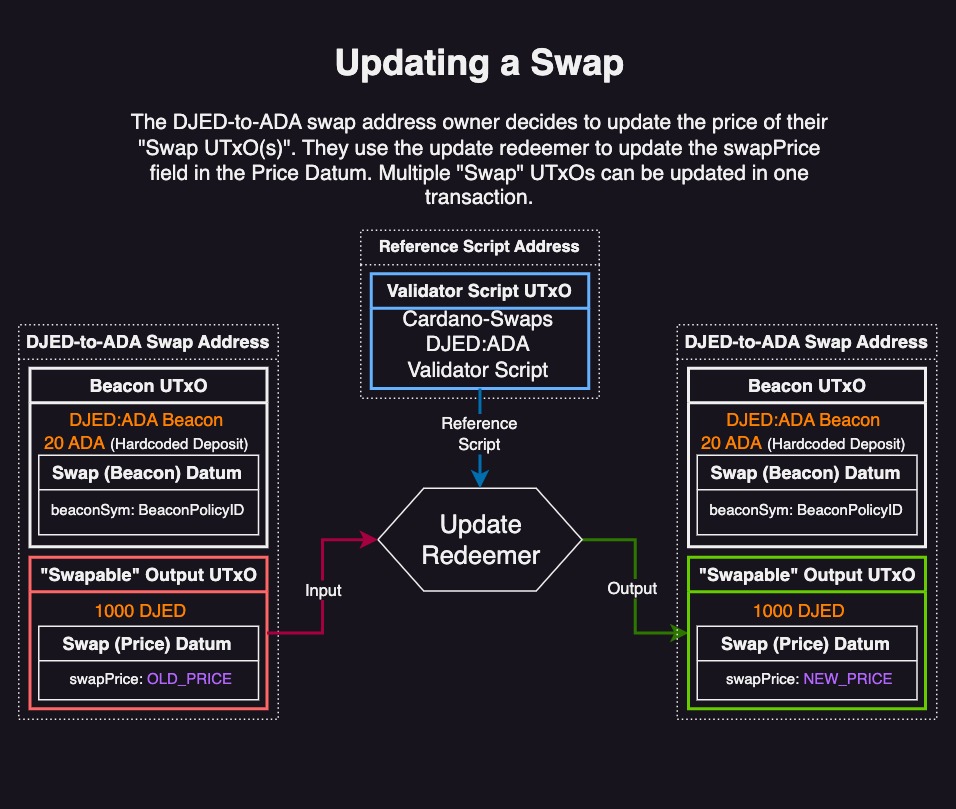 Updating a Swap
The DJED-to-ADA swap address owner decides to update the price of their
"Swap UTxO(s)". They use the update redeemer to update the swapPrice
field in the Price Datum. Multiple "Swap" UTxOs can be updated in one
transaction.
Reference Script Address
Validator Script UTxO
Cardano-Swaps
DJED:ADA
Validator Script
Reference
Script
DJED-to-ADA Swap Address
Beacon UTxO
DJED:ADA Beacon
20 ADA (Hardcoded Deposit)
Swap (Beacon) Datum
beaconSym: BeaconPolicyID
"Swapable" Output UTxO
1000 DJED
Swap (Price) Datum
swapPrice: OLD_PRICE
Input
Update
Redeemer
Output
DJED-to-ADA Swap Address
Beacon UTxO
DJED:ADA Beacon
20 ADA (Hardcoded Deposit)
Swap (Beacon) Datum
beaconSym: BeaconPolicyID
"Swapable" Output UTxO
1000 DJED
Swap (Price) Datum
swapPrice: NEW_PRICE